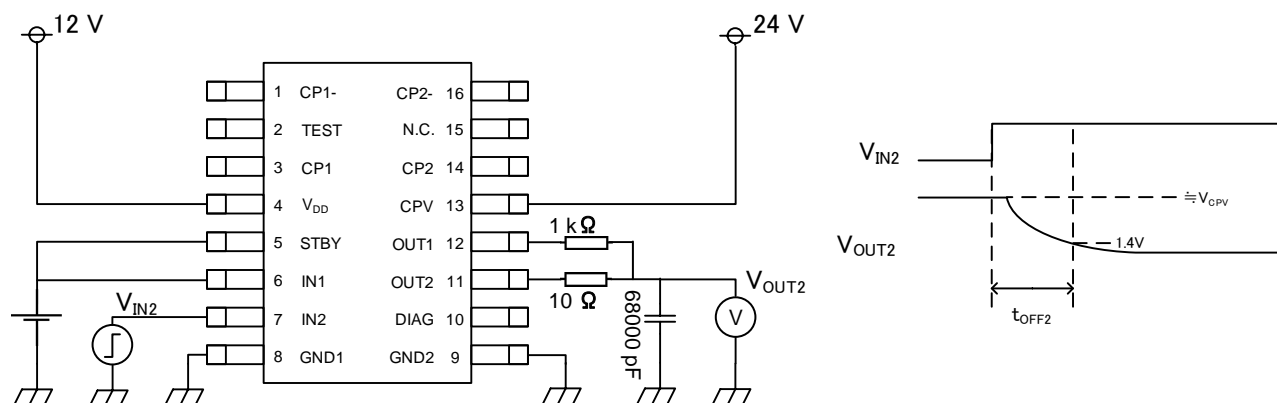 12 V
24 V
1 CP1- CP2- 16
2 TEST N.C. 15
3 CP1 CP2 14
4 VDD CPV 13
5 STBY OUT1 12
6 IN1 OUT2 11
7 IN2 DIAG 10
8 GND1 GND2 9
1 kΩ
10 Ω
68000 pF
VIN2
VOUT2
V
VIN2
≒VCPV
VOUT2
1.4V
tOFF2